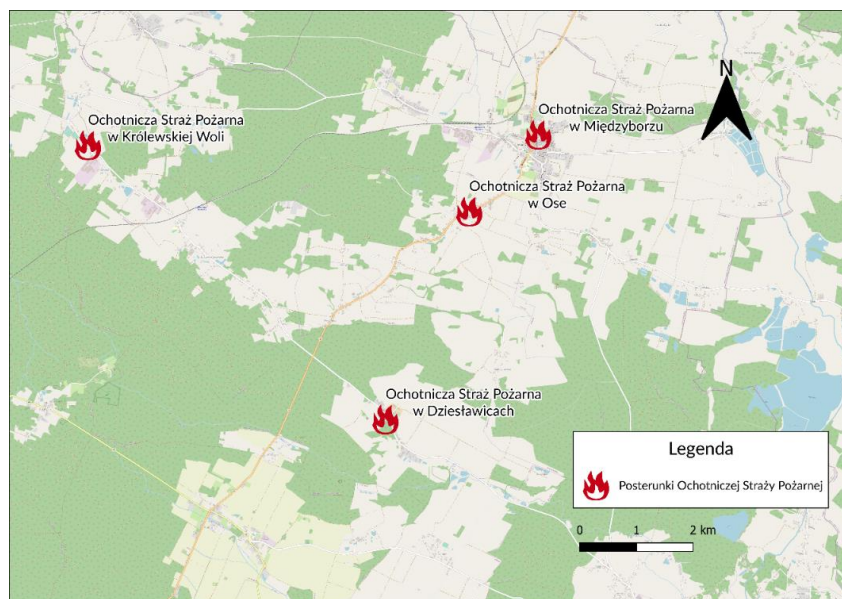 N
Ochotnicza Straż Pożarna
w Królewskiej Woli
Ochotnicza Straż Pożarna
w Międzyborzu
Ochotnicza Straż Pożarna
w Ose
Ochotnicza Straż Pożarna
w Dziesławicach
Legenda
Posterunki Ochotniczej Straży Pożarnej
0 1 2 km